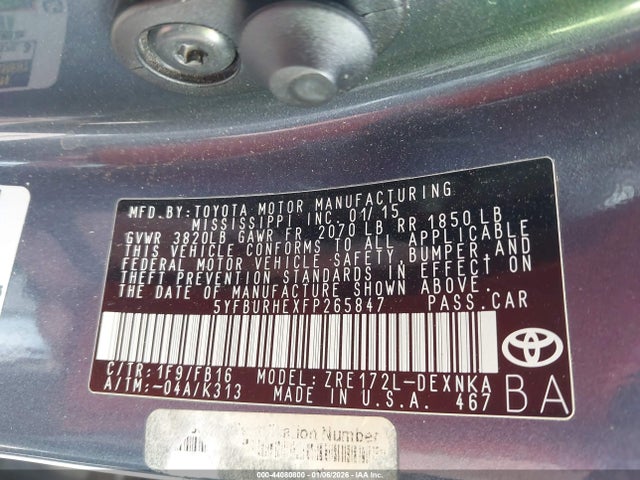 MFD.BY:TOYOTA MOTOR MANUFACTURING
MISSISSIPPI INC. 01/15
GVWR 3820LB GAWR FR 2070 LB RR 1850 LB
THIS VEHICLE CONFORMS TO ALL APPLICABLE
FEDERAL MOTOR VEHICLE SAFETY, BUMPER, AND
THEFT PREVENTION STANDARDS IN EFFECT ON
THE DATE OF MANUFACTURE SHOWN ABOVE.
5YFBURHEXFP265847 PASS.CAR
C/TR:1F9/FB16 MODEL:ZRE172L-DEXNKA
A/TM:-04A/K313 MADE IN U.S.A. 467
BA
Number
000-44080800 - 01/06/2026 - IAAI.COM